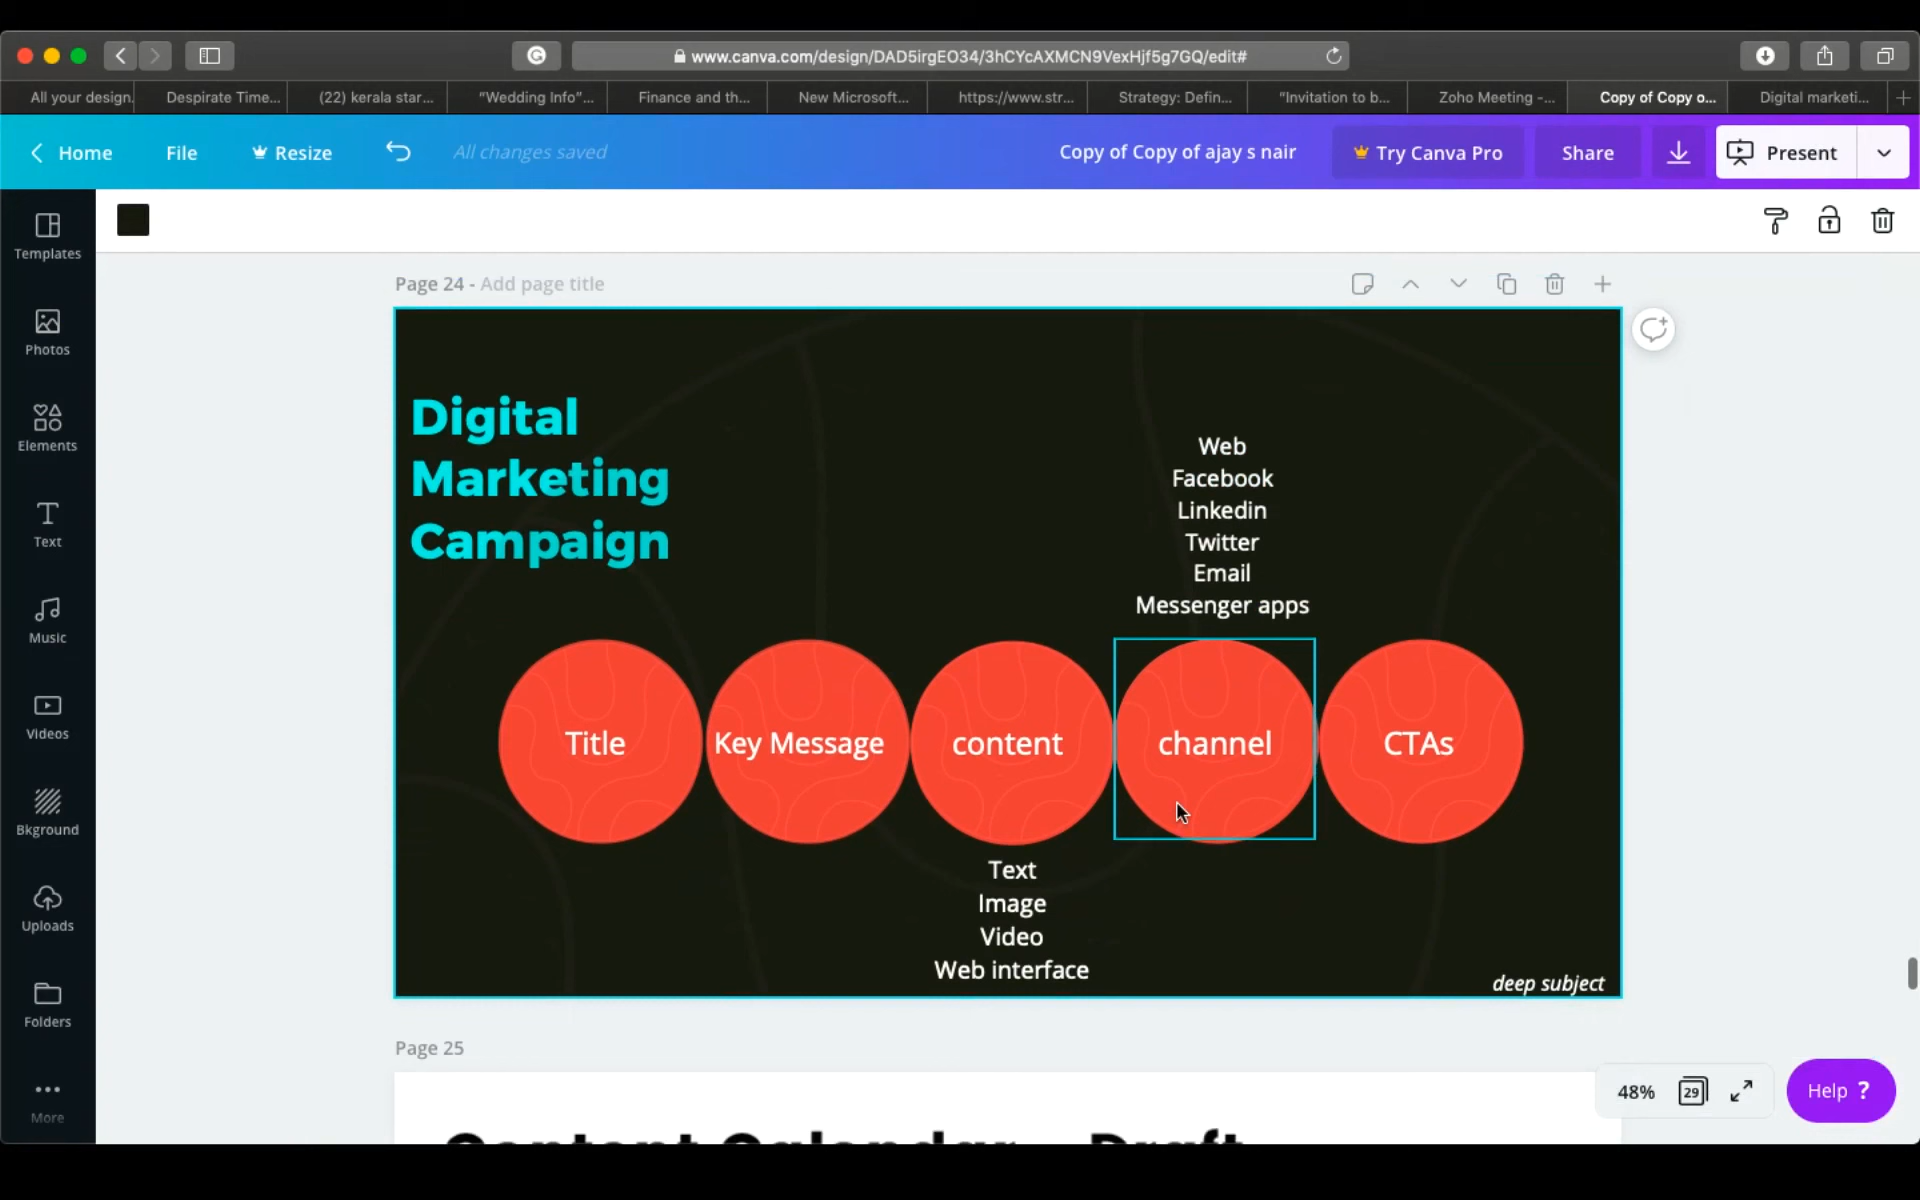 www.canva.com/design/DAD5irgEO34/3hCYcAXMCN9VexHjf5g7GQ/edit#
All your design.
Despirate Time...
(22) kerala star...
“Wedding Info”...
Finance and th...
New Microsoft...
https://www.str...
Strategy: Defin...
“Invitation to b...
Zoho Meeting -...
Copy of Copy o...
Digital marketi...
Home
File
Resize
All changes saved
Copy of Copy of ajay s nair
Try Canva Pro
Share
Present
Templates
Photos
Elements
Text
Music
Videos
Bkground
Uploads
Folders
More
Page 24 - Add page title
Digital
Marketing
Campaign
Web
Facebook
Linkedin
Twitter
Email
Messenger apps
Title
Key Message
content
channel
CTAs
Text
Image
Video
Web interface
deep subject
Page 25
Content Calendar - Draft
48%
29
Help ?